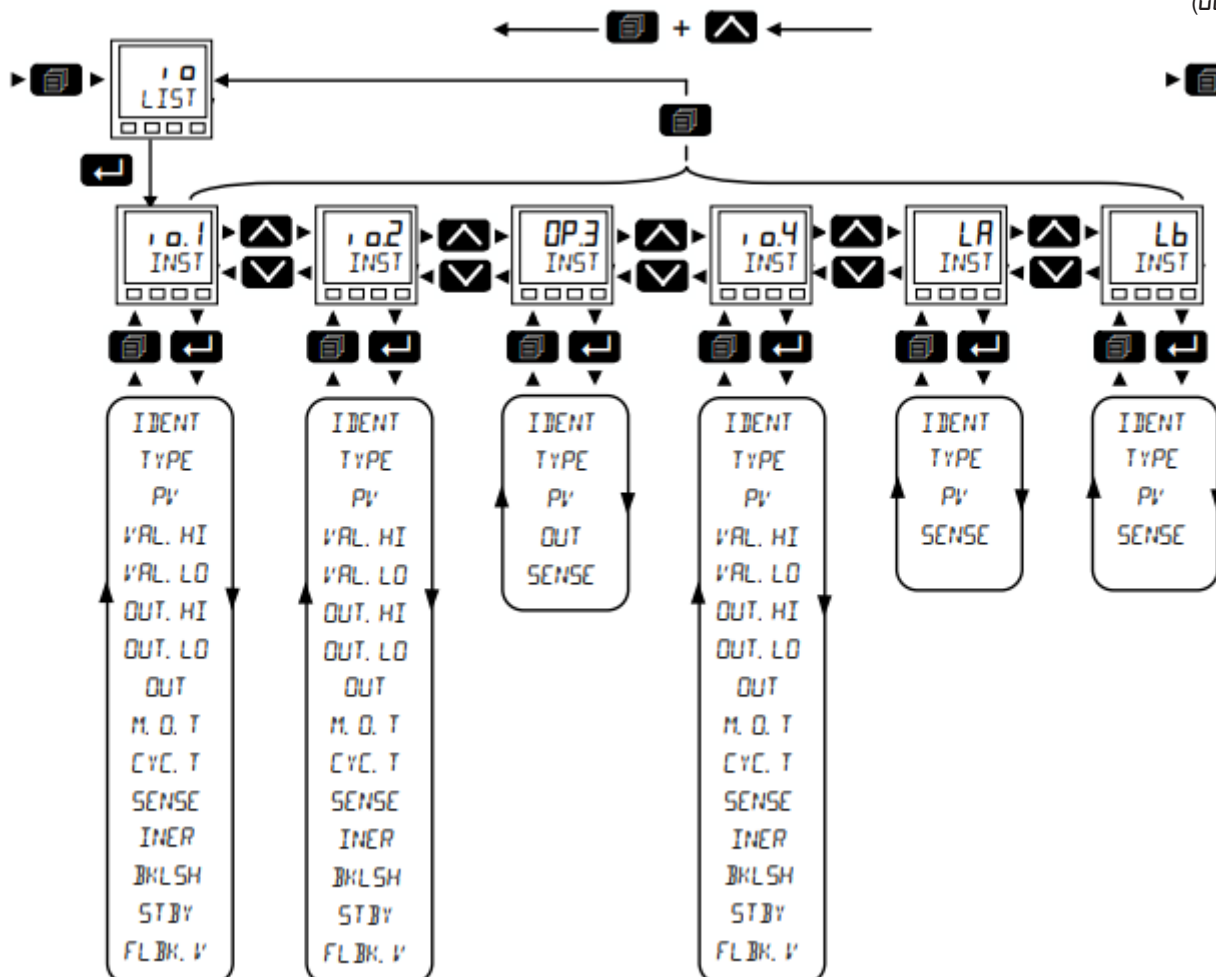 +
io
LIST
io.1
INST
io.2
INST
OP.3
INST
io.4
INST
LA
INST
Lb
INST
IDENT
TYPE
PV
VAL. HI
VAL. LO
OUT. HI
OUT. LO
OUT
M. O. T
CYC. T
SENSE
INER
BKLSH
STBY
FLBK. V
IDENT
TYPE
PV
VAL. HI
VAL. LO
OUT. HI
OUT. LO
OUT
M. O. T
CYC. T
SENSE
INER
BKLSH
STBY
FLBK. V
IDENT
TYPE
PV
OUT
SENSE
IDENT
TYPE
PV
VAL. HI
VAL. LO
OUT. HI
OUT. LO
OUT
M. O. T
CYC. T
SENSE
INER
BKLSH
STBY
FLBK. V
IDENT
TYPE
PV
SENSE
IDENT
TYPE
PV
SENSE